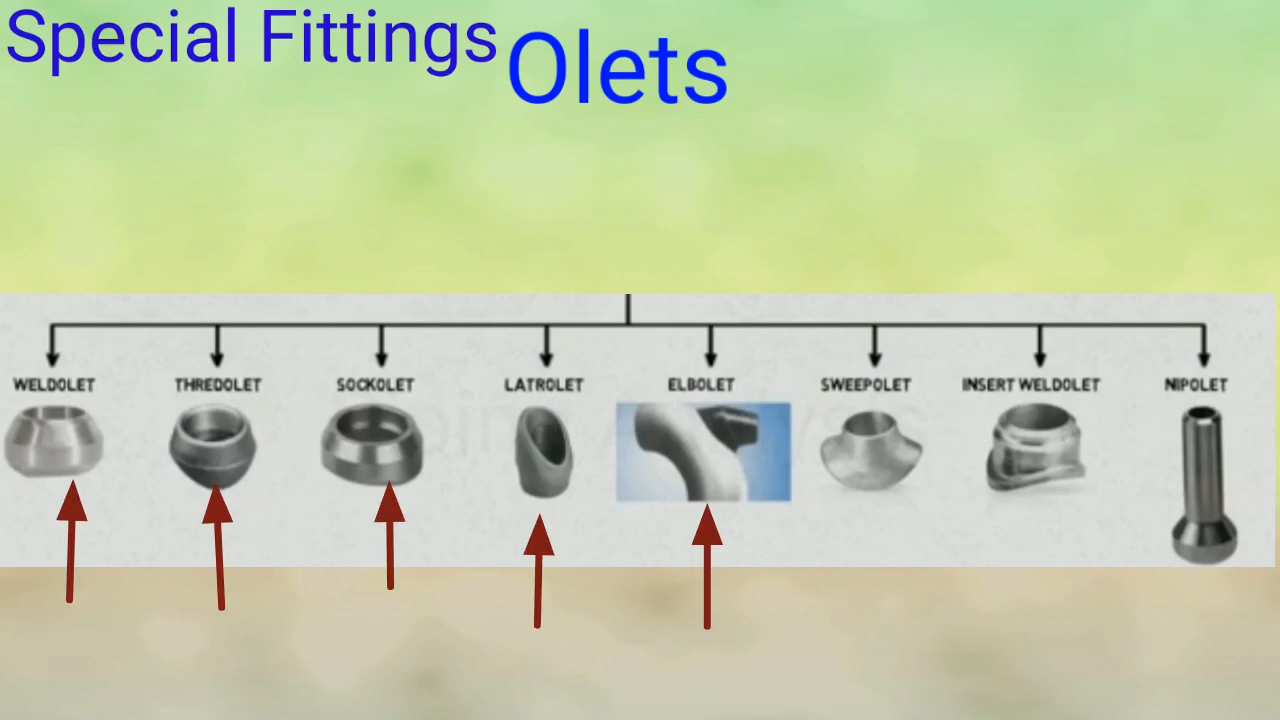 Special Fittings
Olets
WELDOLET THREDOLET SOCKOLET LATROLET ELBOLET SWEEPOLET INSERT WELDOLET NIPOLET